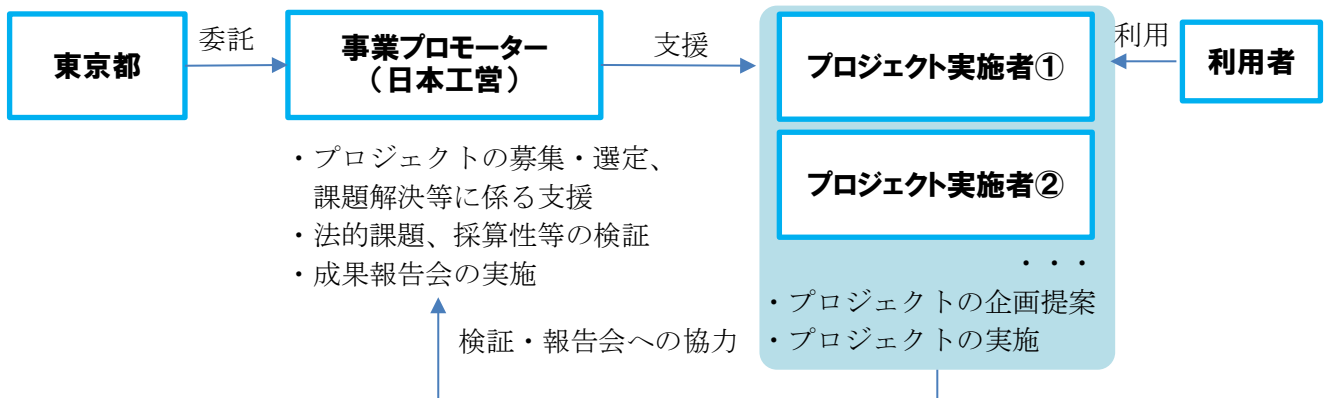 東京都
委託
事業プロモーター
（日本工営）
支援
プロジェクト実施者①
利用
利用者
プロジェクト実施者②
・・・
・プロジェクトの募集・選定、
課題解決等に係る支援
・法的課題、採算性等の検証
・成果報告会の実施
・プロジェクトの企画提案
・プロジェクトの実施
検証・報告会への協力